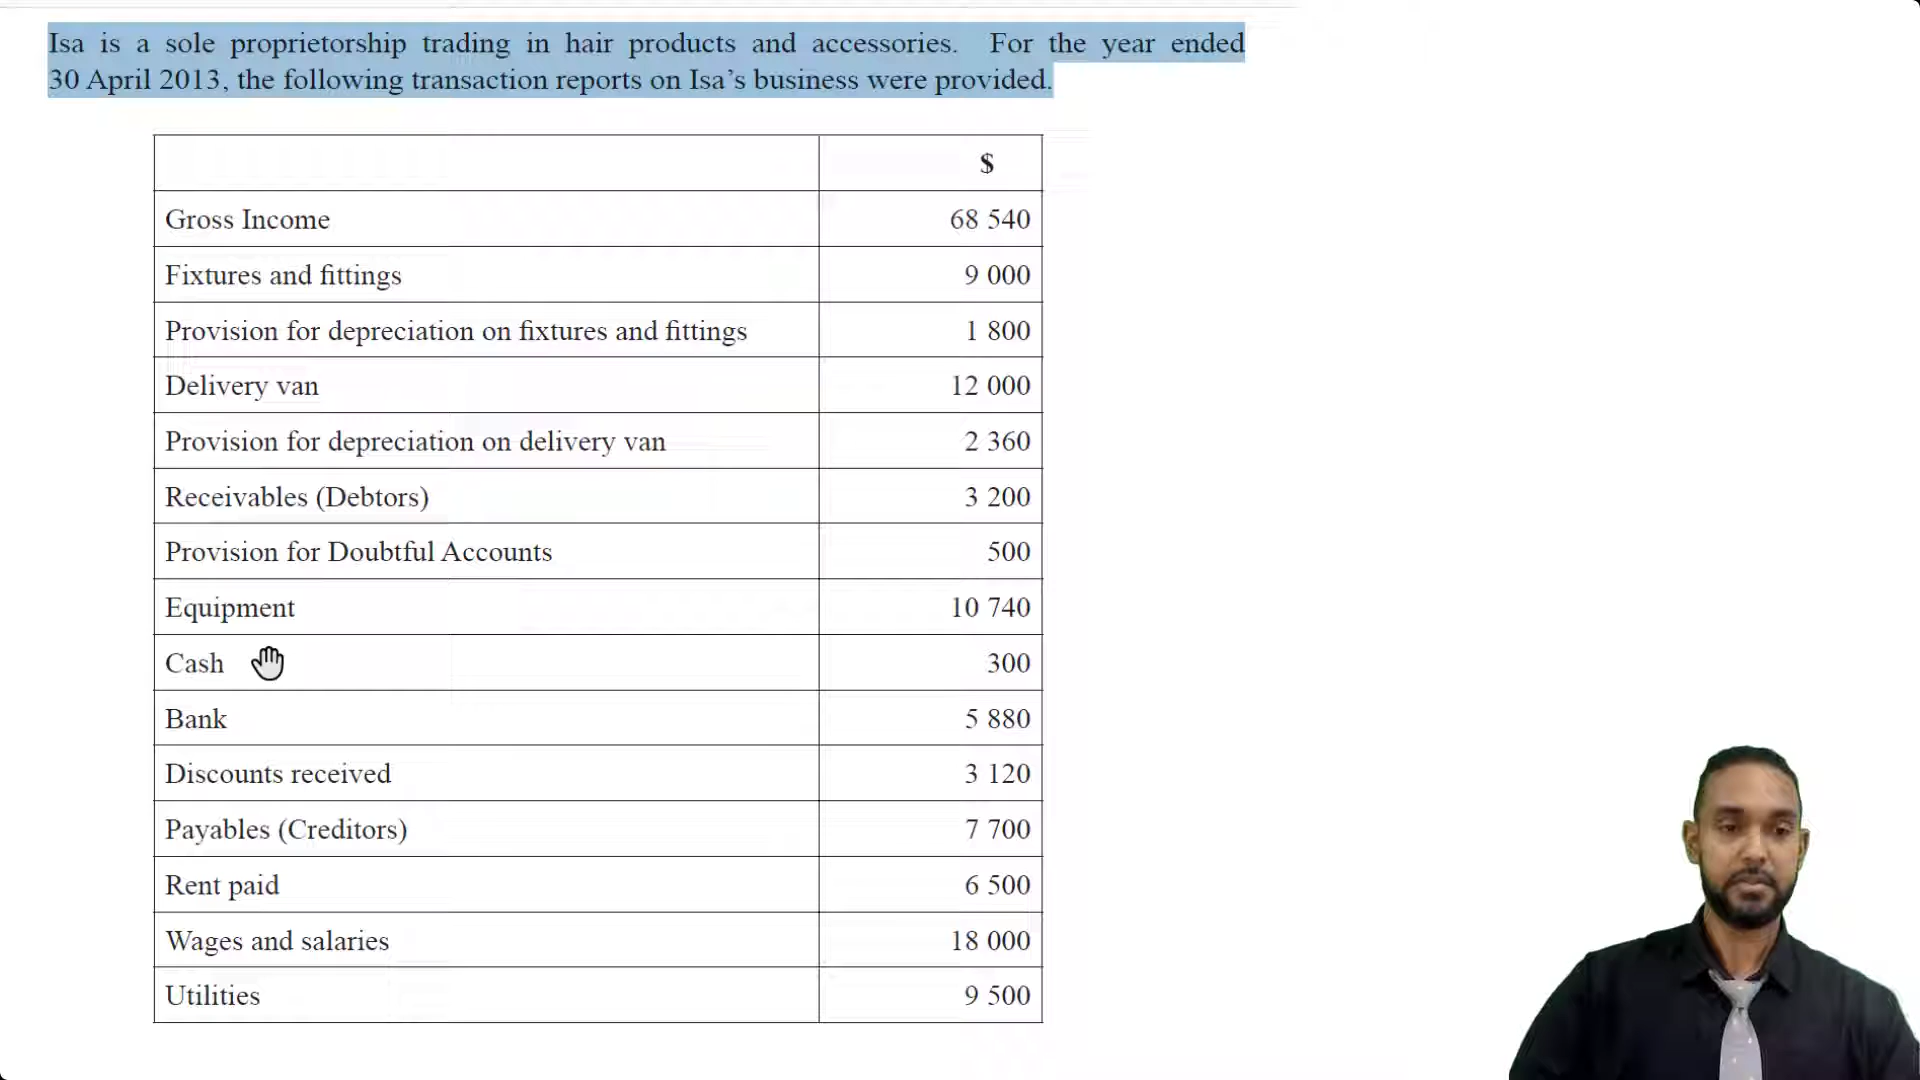 Isa is a sole proprietorship trading in hair products and accessories. For the year ended
30 April 2013, the following transaction reports on Isa’s business were provided.
$
Gross Income 68 540
Fixtures and fittings 9 000
Provision for depreciation on fixtures and fittings 1 800
Delivery van 12 000
Provision for depreciation on delivery van 2 360
Receivables (Debtors) 3 200
Provision for Doubtful Accounts 500
Equipment 10 740
Cash 300
Bank 5 880
Discounts received 3 120
Payables (Creditors) 7 700
Rent paid 6 500
Wages and salaries 18 000
Utilities 9 500